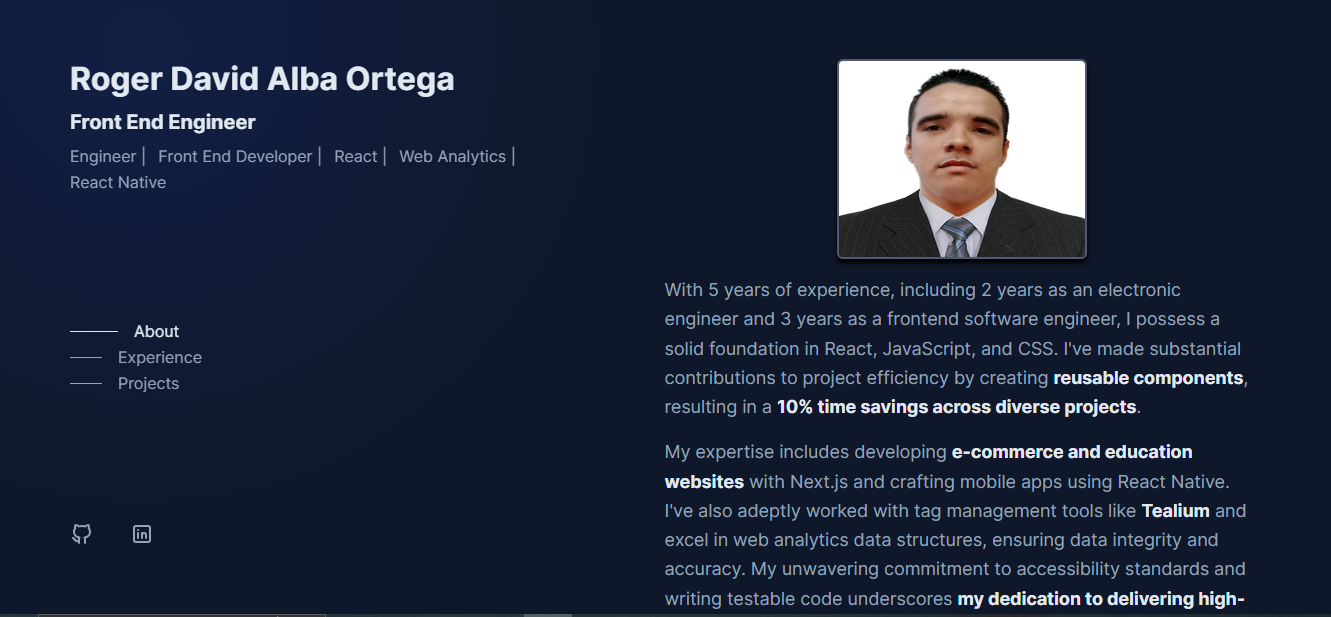 Roger David Alba Ortega
Front End Engineer
Engineer | Front End Developer | React | Web Analytics |
React Native
About
Experience
Projects
With 5 years of experience, including 2 years as an electronic
engineer and 3 years as a frontend software engineer, I possess a
solid foundation in React, JavaScript, and CSS. I've made substantial
contributions to project efficiency by creating reusable components,
resulting in a 10% time savings across diverse projects.
My expertise includes developing e-commerce and education
websites with Next.js and crafting mobile apps using React Native.
I've also adeptly worked with tag management tools like Tealium and
excel in web analytics data structures, ensuring data integrity and
accuracy. My unwavering commitment to accessibility standards and
writing testable code underscores my dedication to delivering high-